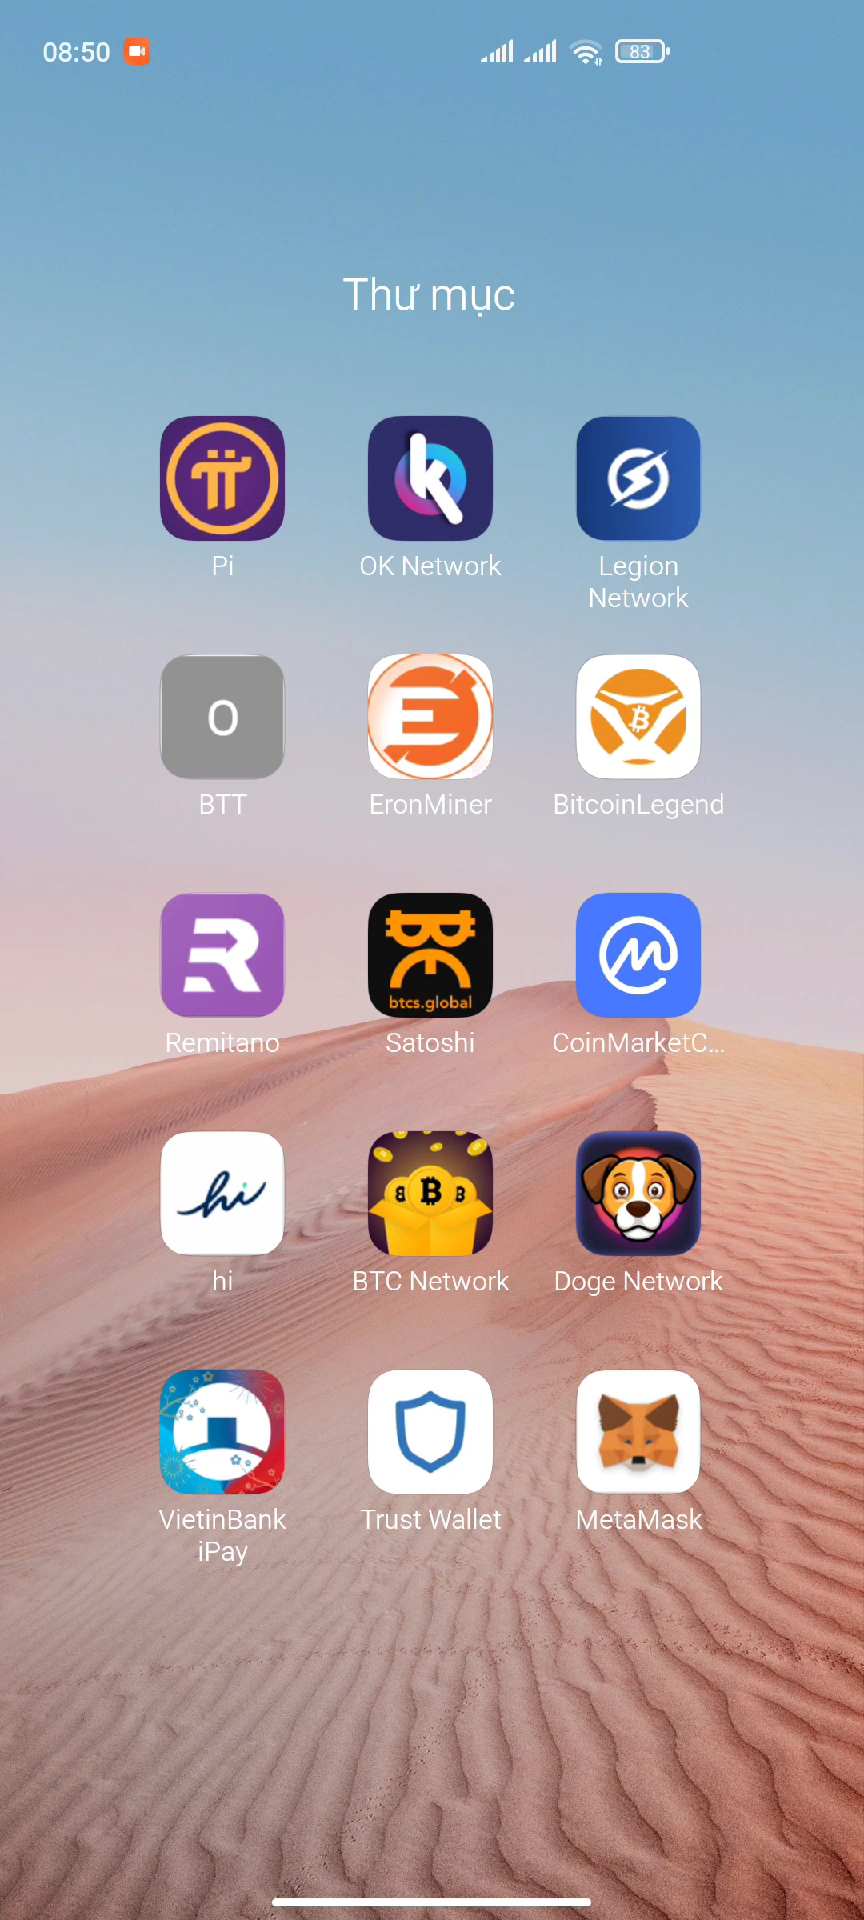 08:50
83
Thư mục
Pi
OK Network
Legion
Network
O
BTT
EronMiner
BitcoinLegend
btcs.global
Remitano
Satoshi
CoinMarketC...
hi
hi
BTC Network
Doge Network
VietinBank
iPay
Trust Wallet
MetaMask